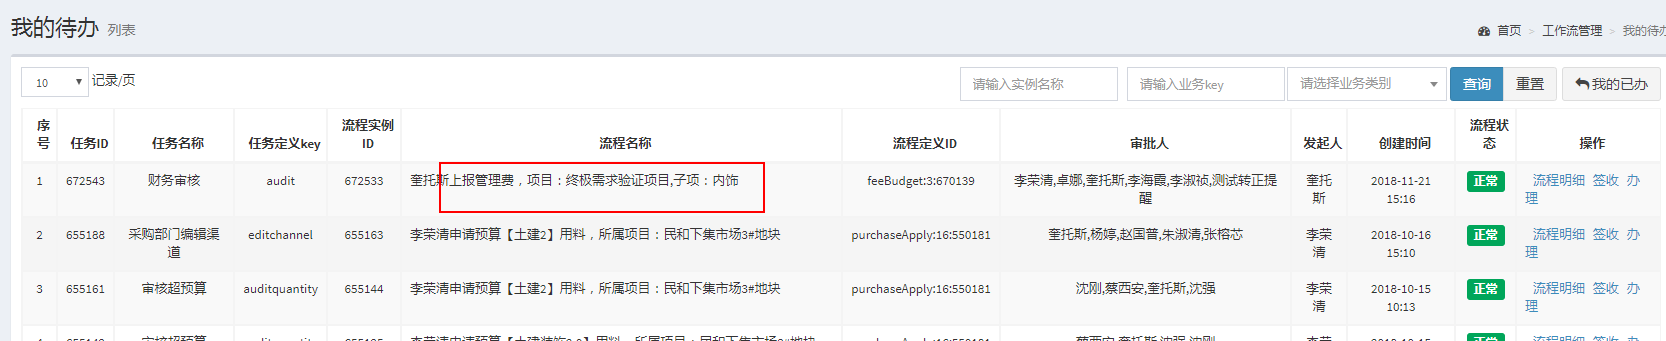 我的待办 列表
首页 > 工作流管理 > 我的待办
10 记录/页
请输入实例名称 请输入业务key 请选择业务类别 查询 重置 我的已办
序号 任务ID 任务名称 任务定义key 流程实例ID 流程名称 流程定义ID 审批人 发起人 创建时间 流程状态 操作
1 672543 财务审核 audit 672533 奎托斯上报管理费，项目：终极需求验证项目,子项：内饰 feeBudget:3:670139 李荣清,卓娜,奎托斯,李海霞,李淑祯,测试转正提醒 奎托斯 2018-11-21 15:16 正常 流程明细 签收 办理
2 655188 采购部门编辑渠道 editchannel 655163 李荣清申请预算【土建2】用料，所属项目：民和下集市场3#地块 purchaseApply:16:550181 奎托斯,杨婷,赵国普,朱淑清,张榕芯 李荣清 2018-10-16 15:10 正常 流程明细 签收 办理
3 655161 审核超预算 auditquantity 655144 李荣清申请预算【土建2】用料，所属项目：民和下集市场3#地块 purchaseApply:16:550181 沈刚,蔡西安,奎托斯,沈强 李荣清 2018-10-15 10:13 正常 流程明细 签收 办理